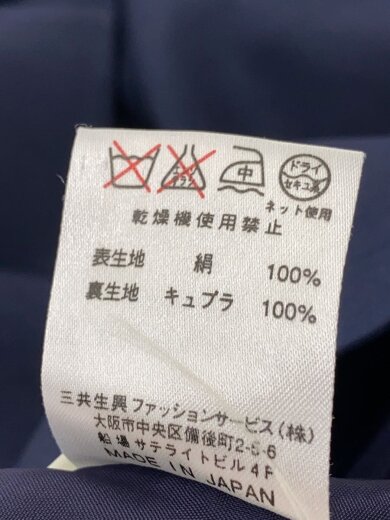 中 ドライ
セキユ系
ネット使用
乾燥機使用禁止
表生地 絹 100%
裏生地 キュプラ 100%
三共生興ファッションサービス(株)
大阪市中央区備後町2-5-6
船場サテライトビル4F
MADE IN JAPAN